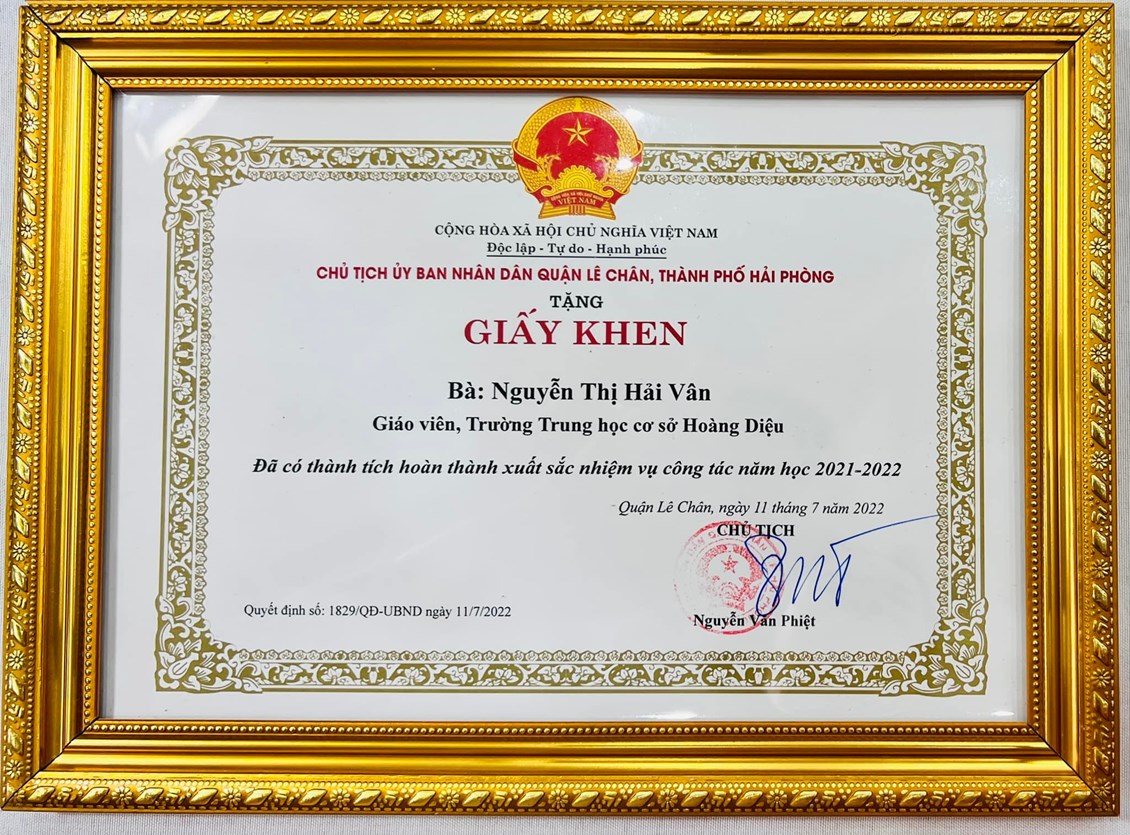 VIỆT NAM
CỘNG HÒA XÃ HỘI CHỦ NGHĨA VIỆT NAM
Độc lập - Tự do - Hạnh phúc
CHỦ TỊCH ỦY BAN NHÂN DÂN QUẬN LÊ CHÂN, THÀNH PHỐ HẢI PHÒNG
TẶNG
GIẤY KHEN
Bà: Nguyễn Thị Hải Vân
Giáo viên, Trường Trung học cơ sở Hoàng Diệu
Đã có thành tích hoàn thành xuất sắc nhiệm vụ công tác năm học 2021-2022
Quận Lê Chân, ngày 11 tháng 7 năm 2022
CHỦ TỊCH
Quyết định số: 1829/QĐ-UBND ngày 11/7/2022
Nguyễn Văn Phiệt